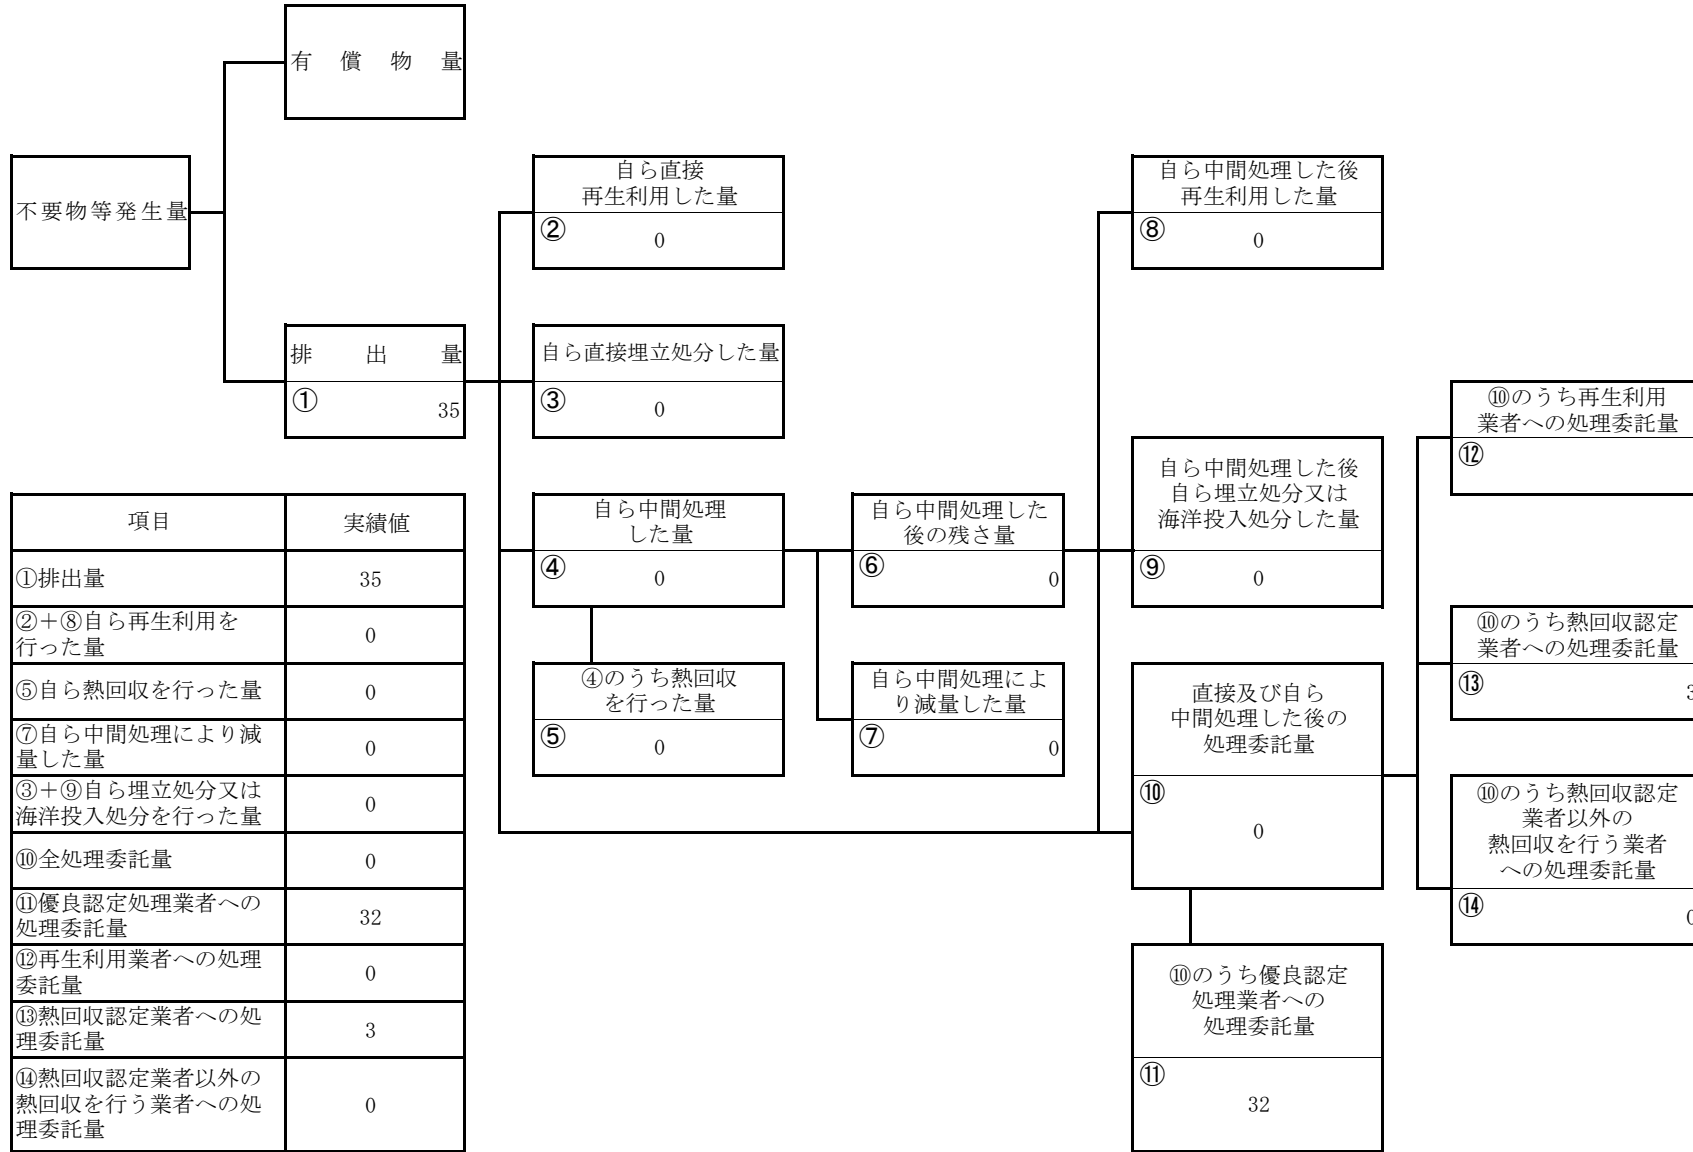 有償物量
不要物等発生量
自ら直接
再生利用した量
② 0
自ら中間処理した後
再生利用した量
⑧ 0
排出量
① 35
自ら直接埋立処分した量
③ 0
⑩のうち再生利用
業者への処理委託量
⑫
自ら中間処理
した量
④ 0
自ら中間処理した
後の残さ量
⑥ 0
自ら中間処理した後
自ら埋立処分又は
海洋投入処分した量
⑨ 0
⑩のうち熱回収認定
業者への処理委託量
⑬ 3
④のうち熱回収
を行った量
⑤ 0
自ら中間処理によ
り減量した量
⑦ 0
直接及び自ら
中間処理した後の
処理委託量
⑩
0
⑩のうち熱回収認定
業者以外の
熱回収を行う業者
への処理委託量
⑭ 0
⑩のうち優良認定
処理業者への
処理委託量
⑪
32
項目 実績値
①排出量 35
②+⑧自ら再生利用を
行った量 0
⑤自ら熱回収を行った量 0
⑦自ら中間処理により減
量した量 0
③+⑨自ら埋立処分又は
海洋投入処分を行った量 0
⑩全処理委託量 0
⑪優良認定処理業者への
処理委託量 32
⑫再生利用業者への処理
委託量 0
⑬熱回収認定業者への処
理委託量 3
⑭熱回収認定業者以外の
熱回収を行う業者への処
理委託量 0